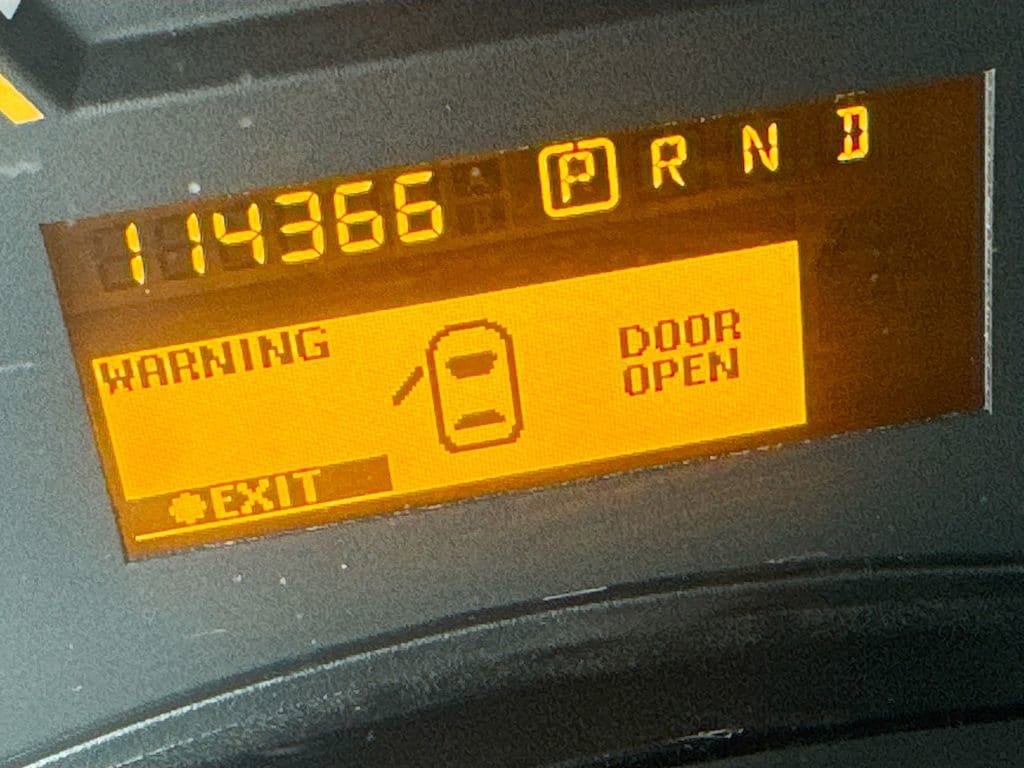 114366 P R N D
WARNING
DOOR
OPEN
EXIT